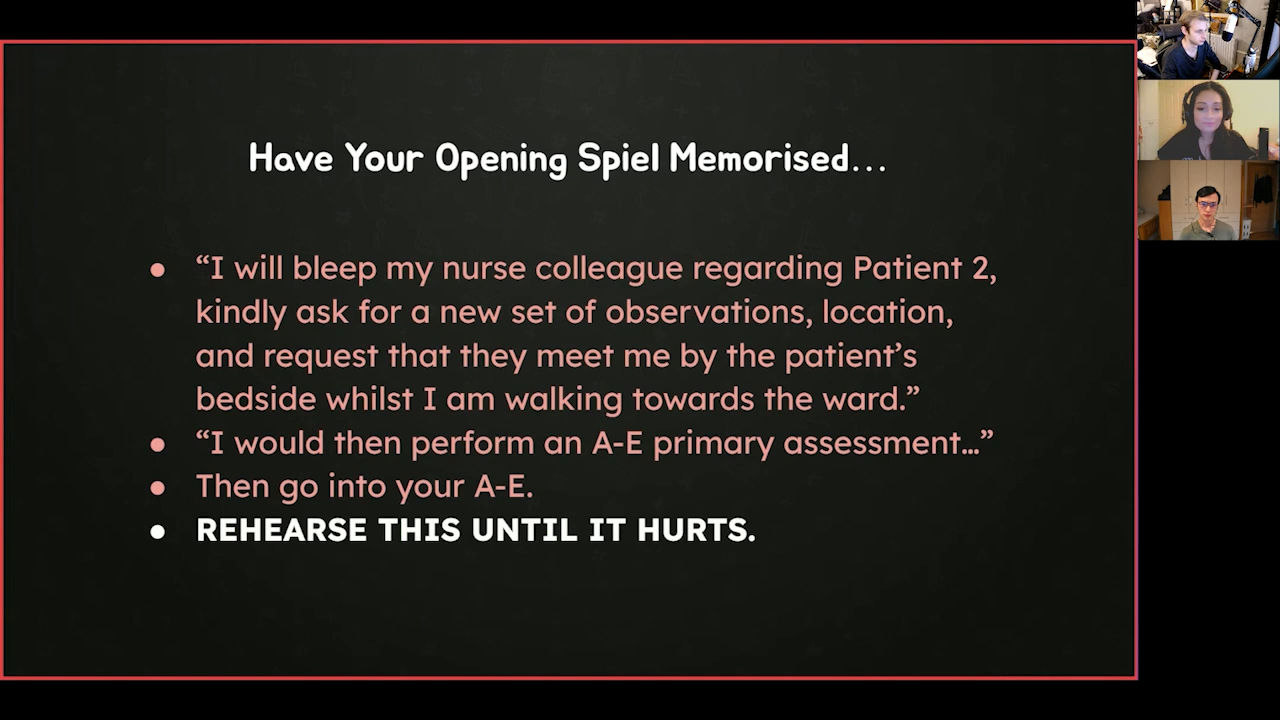 Have Your Opening Spiel Memorised...
● “I will bleep my nurse colleague regarding Patient 2,
kindly ask for a new set of observations, location,
and request that they meet me by the patient’s
bedside whilst I am walking towards the ward.”
● “I would then perform an A-E primary assessment…”
● Then go into your A-E.
● REHEARSE THIS UNTIL IT HURTS.